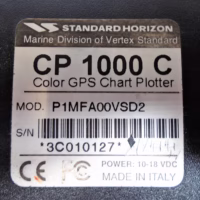 STANDARD HORIZON
Marine Division of Vertex Standard
CP 1000 C
Color GPS Chart Plotter
MOD. P1MFA00VSD2
S/N
*3C010127*
POWER: 10-18 VDC
MADE IN ITALY